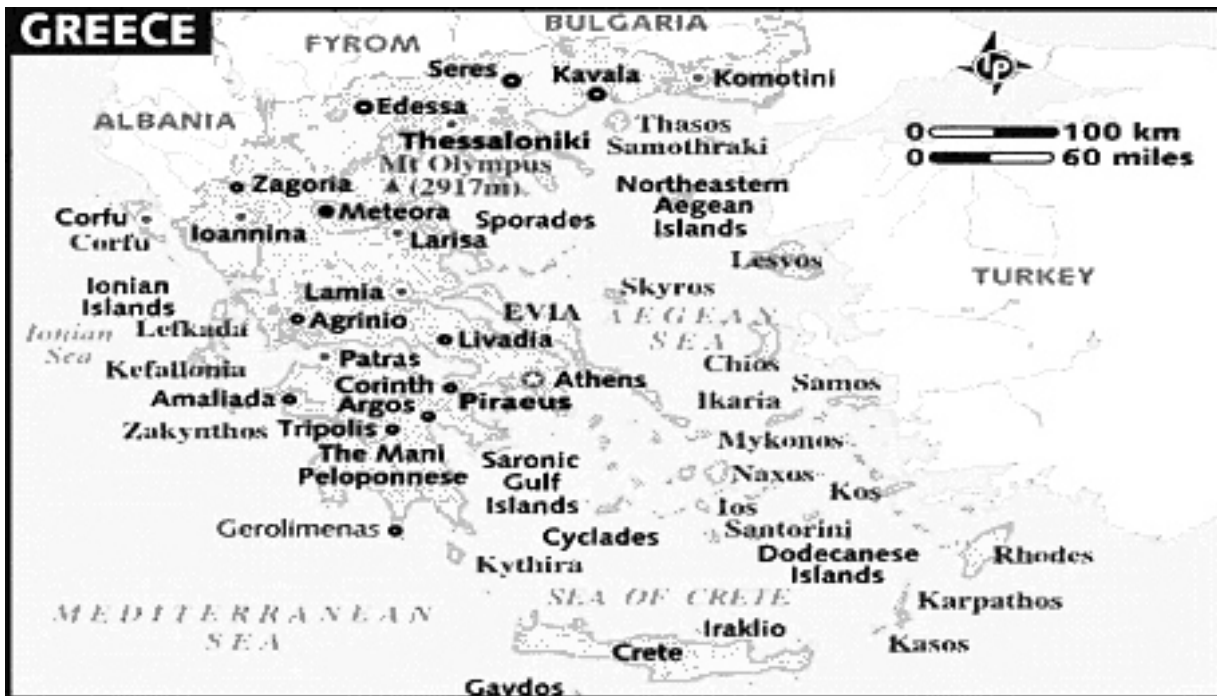 GREECE
BULGARIA
FYROM
Seres
Kavala
Komotini
Edessa
ALBANIA
Thessaloniki
Thasos
Samothraki
0 100 km
0 60 miles
Mt Olympus
(2917m)
Zagoria
Meteora
Corfu
Corfu
Ioannina
Larisa
Sporades
Northeastern
Aegean
Islands
Lesvos
TURKEY
Ionian
Islands
Lamia
Skyros
EVIA
AEGEAN
SEA
Ionian
Sea
Lefkada
Agrinio
Livadia
Kefallonia
Patras
Chios
Corinth
Athens
Samos
Amaliada
Argos
Piraeus
Ikaria
Zakynthos
Tripolis
Mykonos
The Mani
Peloponnese
Saronic
Gulf
Islands
Naxos
Kos
Ios
Gerolimenas
Santorini
Cyclades
Dodecanese
Islands
Rhodes
Kythira
MEDITERRANEAN
SEA
SEA OF CRETE
Karpathos
Iraklio
Kasos
Crete
Gavdos